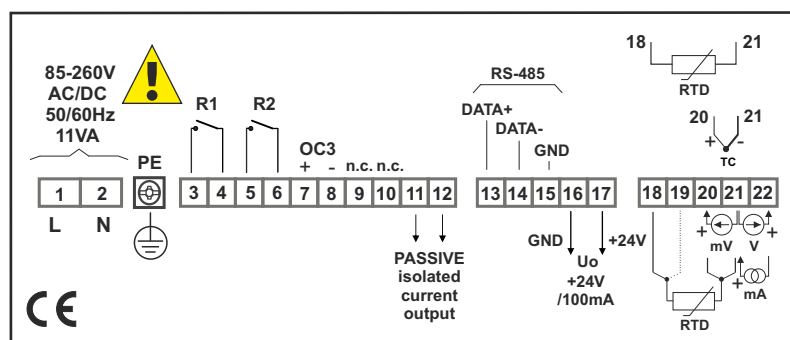 85-260V
AC/DC
50/60Hz
11VA
PE
1 2
L N
R1 R2
OC3
+ - n.c. n.c.
3 4 5 6 7 8 9 10 11 12
PASSIVE
isolated
current
output
RS-485
DATA+
DATA-
GND
13 14 15 16 17
GND +24V
Uo
+24V
/100mA
18 21
RTD
20 21
+ -
TC
18 19 20 21 22
+ mV V +
+ mA
RTD
CE